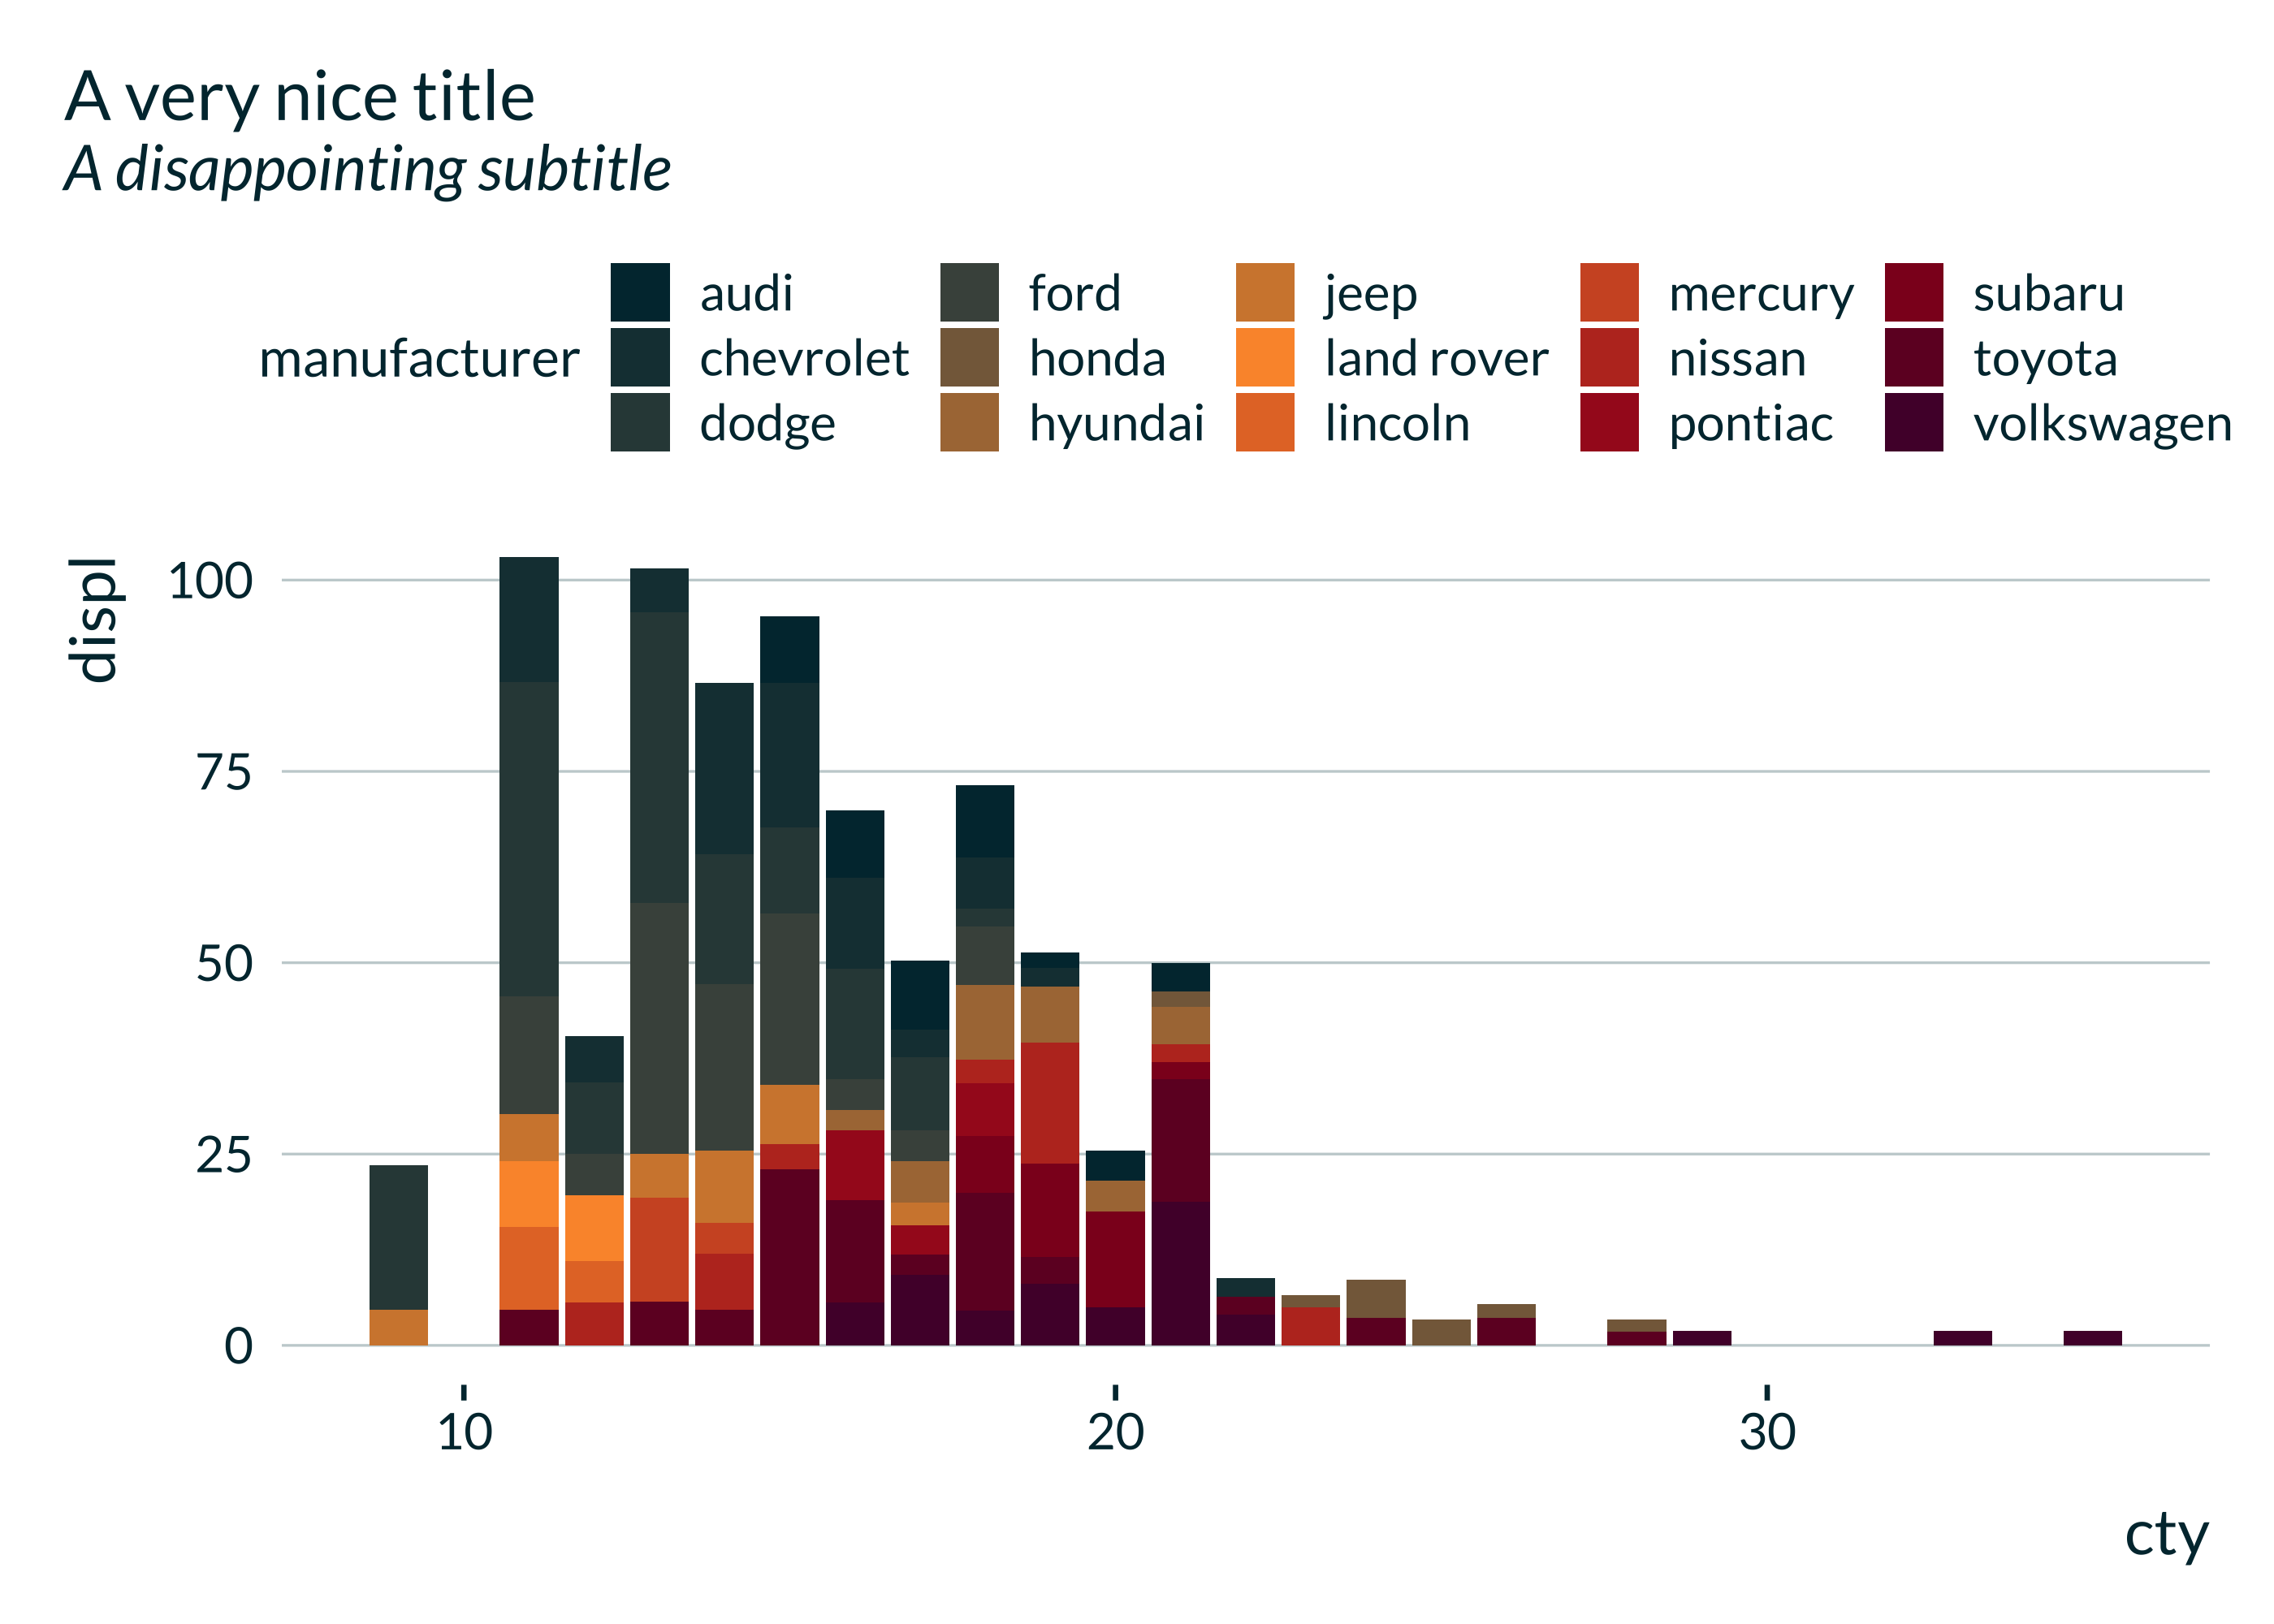 A very nice title
A disappointing subtitle
manufacturer
audi
chevrolet
dodge
ford
honda
hyundai
jeep
land rover
lincoln
mercury
nissan
pontiac
subaru
toyota
volkswagen
displ
100
75
50
25
0
10
20
30
cty